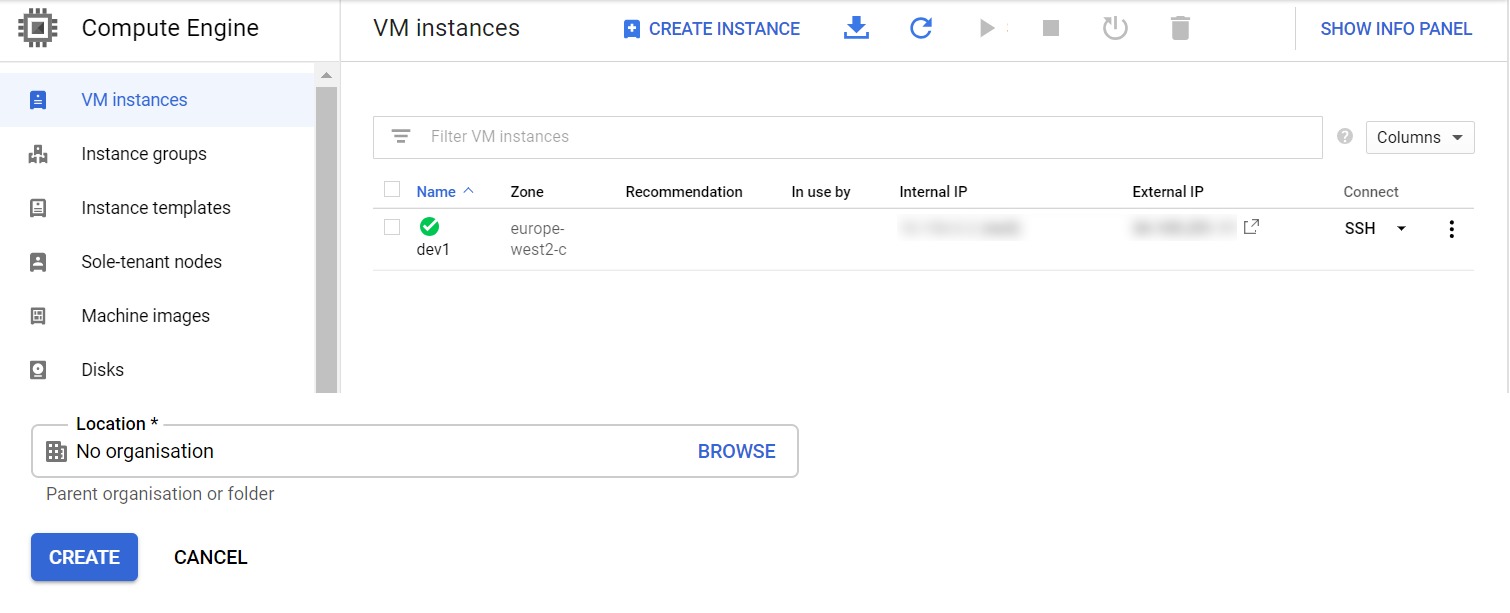 Compute Engine
VM instances
CREATE INSTANCE
SHOW INFO PANEL
VM instances
Instance groups
Instance templates
Sole-tenant nodes
Machine images
Disks
Filter VM instances
Columns
Name Zone Recommendation In use by Internal IP External IP Connect
dev1
europe-
west2-c
SSH
Location *
No organisation
BROWSE
Parent organisation or folder
CREATE
CANCEL